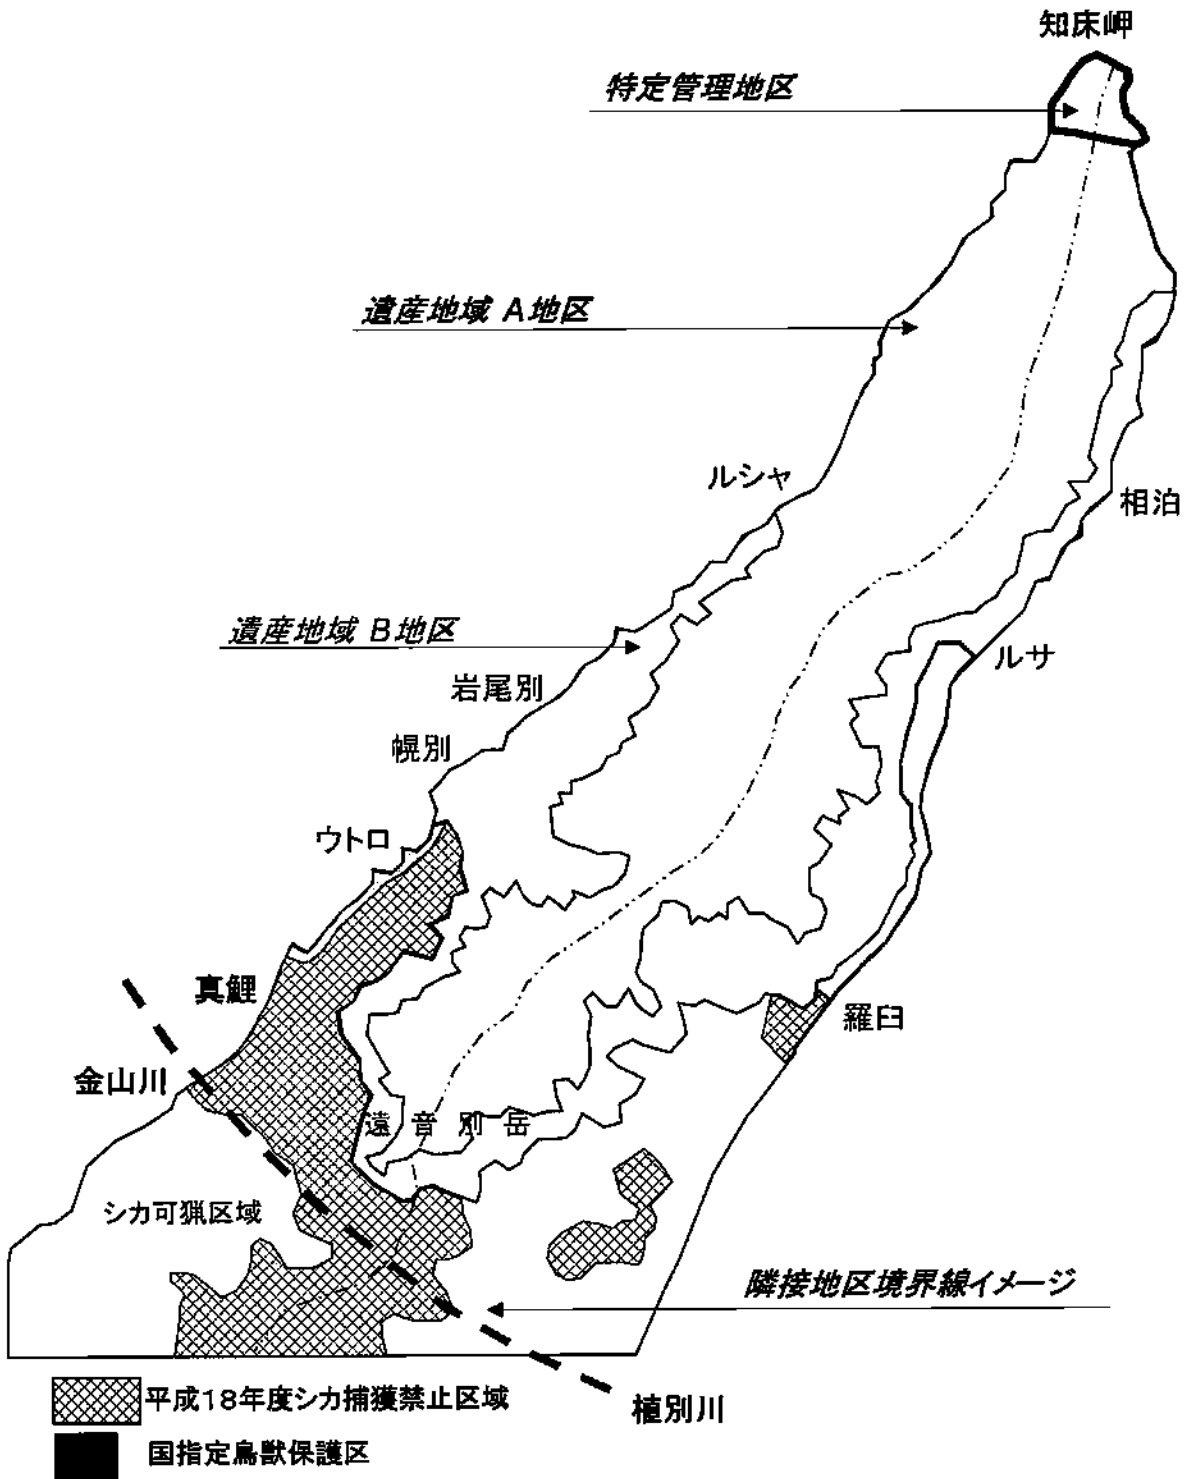 知床岬
特定管理地区
遺産地域 A地区
ルシャ
相泊
遺産地域 B地区
ルサ
岩尾別
幌別
ウトロ
真鯉
羅臼
金山川
遠音別岳
シカ可猟区域
隣接地区境界線イメージ
平成18年度シカ捕獲禁止区域
植別川
国指定鳥獣保護区